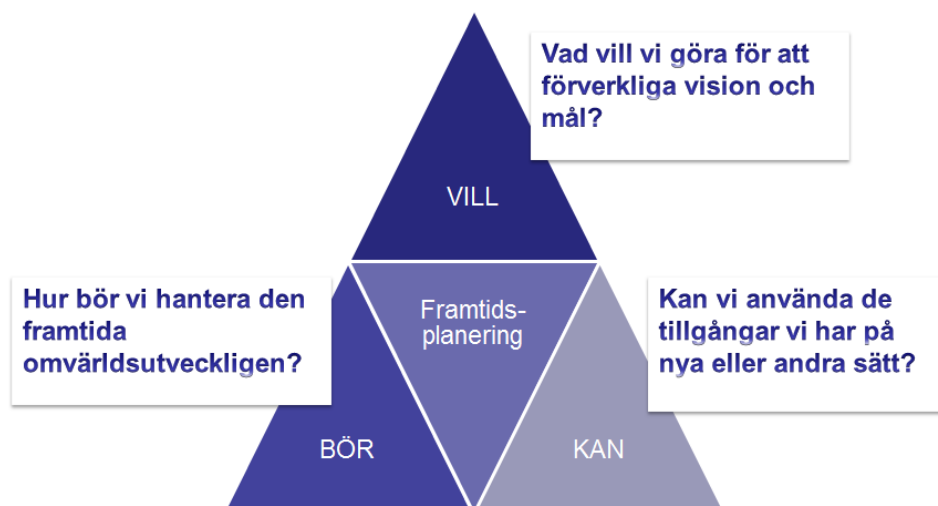 Vad vill vi göra för att
förverkliga vision och
mål?
VILL
Hur bör vi hantera den
framtida
omvärldsutveckligen?
Framtids-
planering
Kan vi använda de
tillgångar vi har på
nya eller andra sätt?
BÖR
KAN